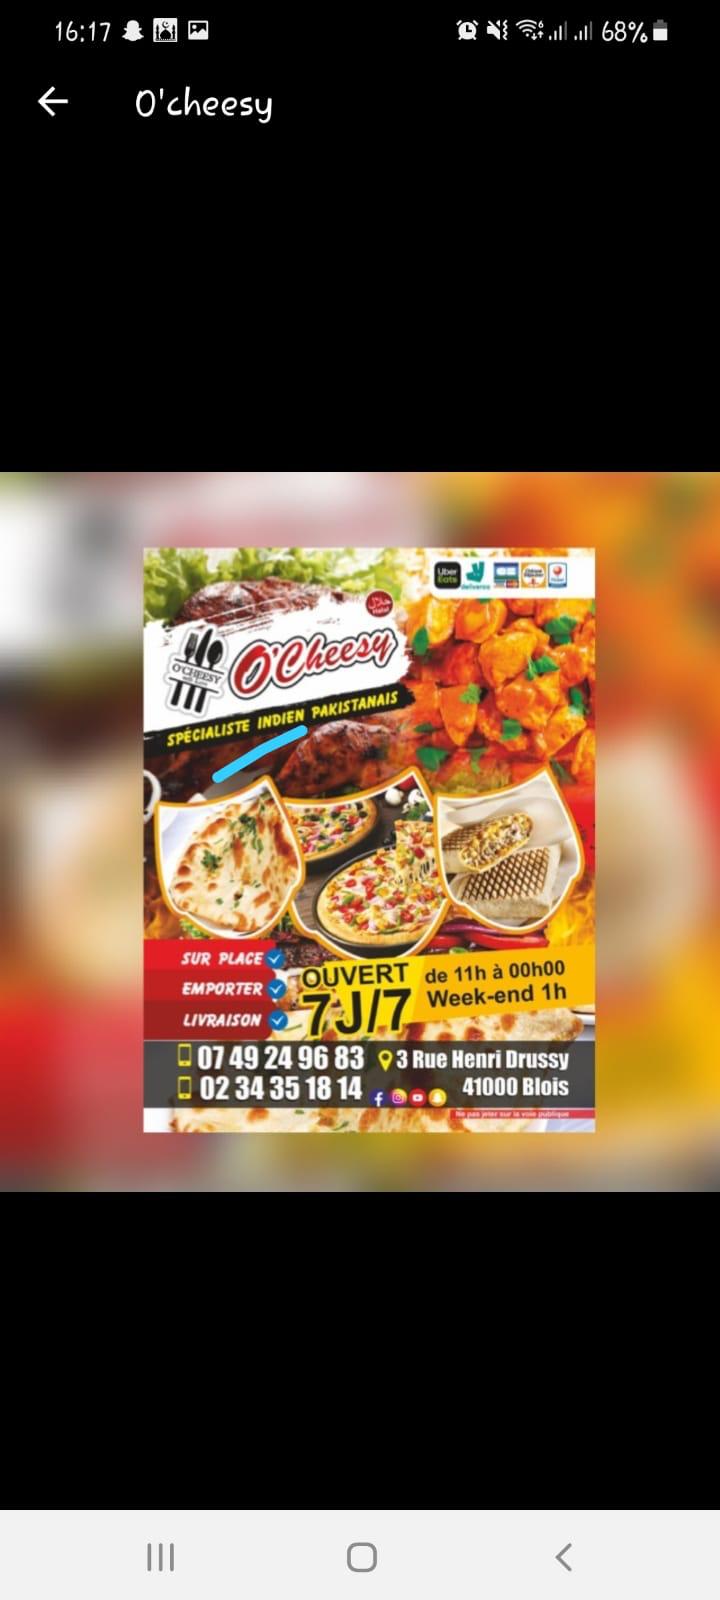 16:17 68%
O'cheesy
Uber Eats deliveroo
حلال
Halal
O'CHEESY
O'Cheesy
SPÉCIALISTE INDIEN PAKISTANAIS
SUR PLACE
EMPORTER
LIVRAISON
OUVERT
7J/7
de 11h à 00h00
Week-end 1h
07 49 24 96 83
02 34 35 18 14
3 Rue Henri Drussy
41000 Blois
Ne pas jeter sur la voie publique